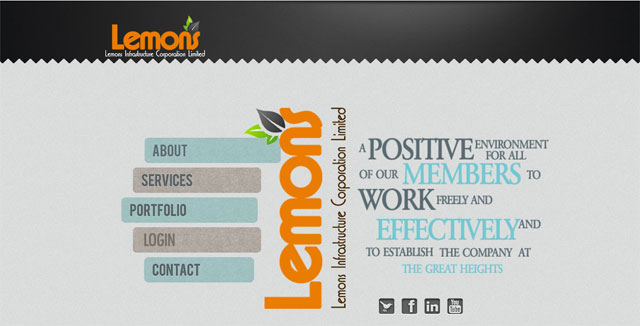 Lemons
Lemons Infrastructure Corporation Limited
ABOUT
SERVICES
PORTFOLIO
LOGIN
CONTACT
Lemons
Lemons Infrastructure Corporation Limited
A POSITIVE ENVIRONMENT FOR ALL
OF OUR MEMBERS TO
WORK FREELY AND
EFFECTIVELY AND
TO ESTABLISH THE COMPANY AT
THE GREAT HEIGHTS
f
in
You Tube